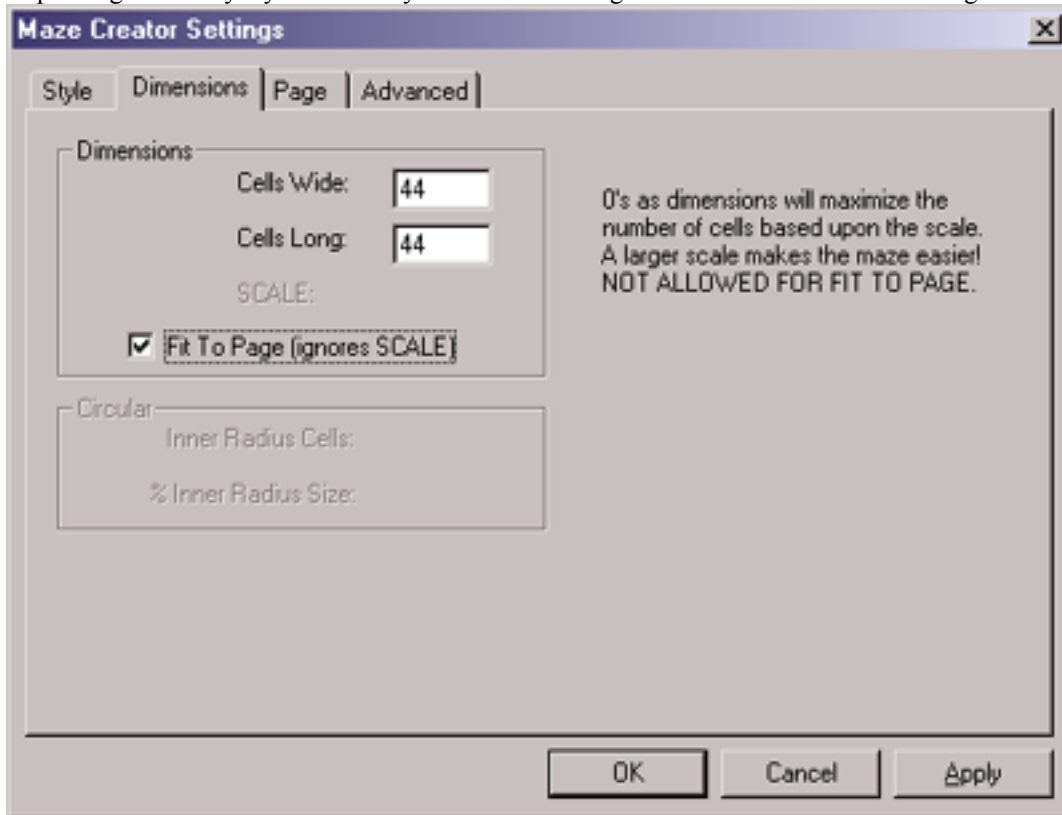 Maze Creator Settings
Style Dimensions Page Advanced
Dimensions
Cells Wide: 44
Cells Long: 44
SCALE:
Fit To Page (ignores SCALE)
0's as dimensions will maximize the
number of cells based upon the scale.
A larger scale makes the maze easier!
NOT ALLOWED FOR FIT TO PAGE.
Circular
Inner Radius Cells:
% Inner Radius Size:
OK Cancel Apply